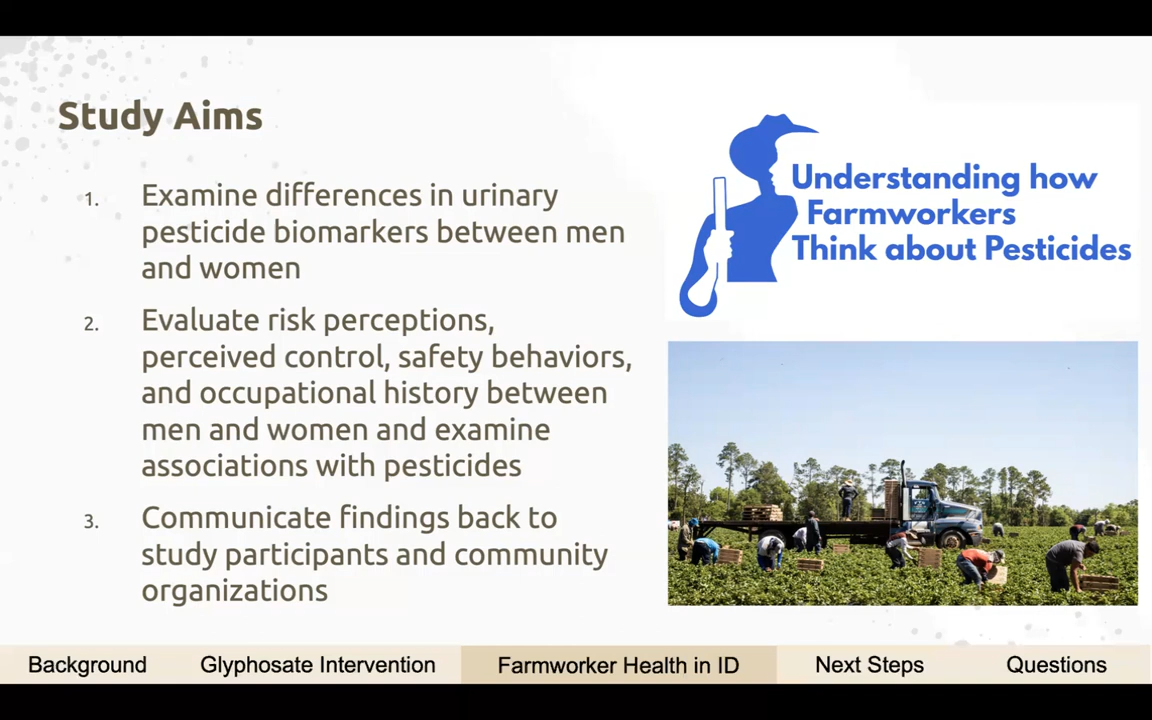 Study Aims
1. Examine differences in urinary
pesticide biomarkers between men
and women
2. Evaluate risk perceptions,
perceived control, safety behaviors,
and occupational history between
men and women and examine
associations with pesticides
3. Communicate findings back to
study participants and community
organizations
Understanding how
Farmworkers
Think about Pesticides
Background
Glyphosate Intervention
Farmworker Health in ID
Next Steps
Questions